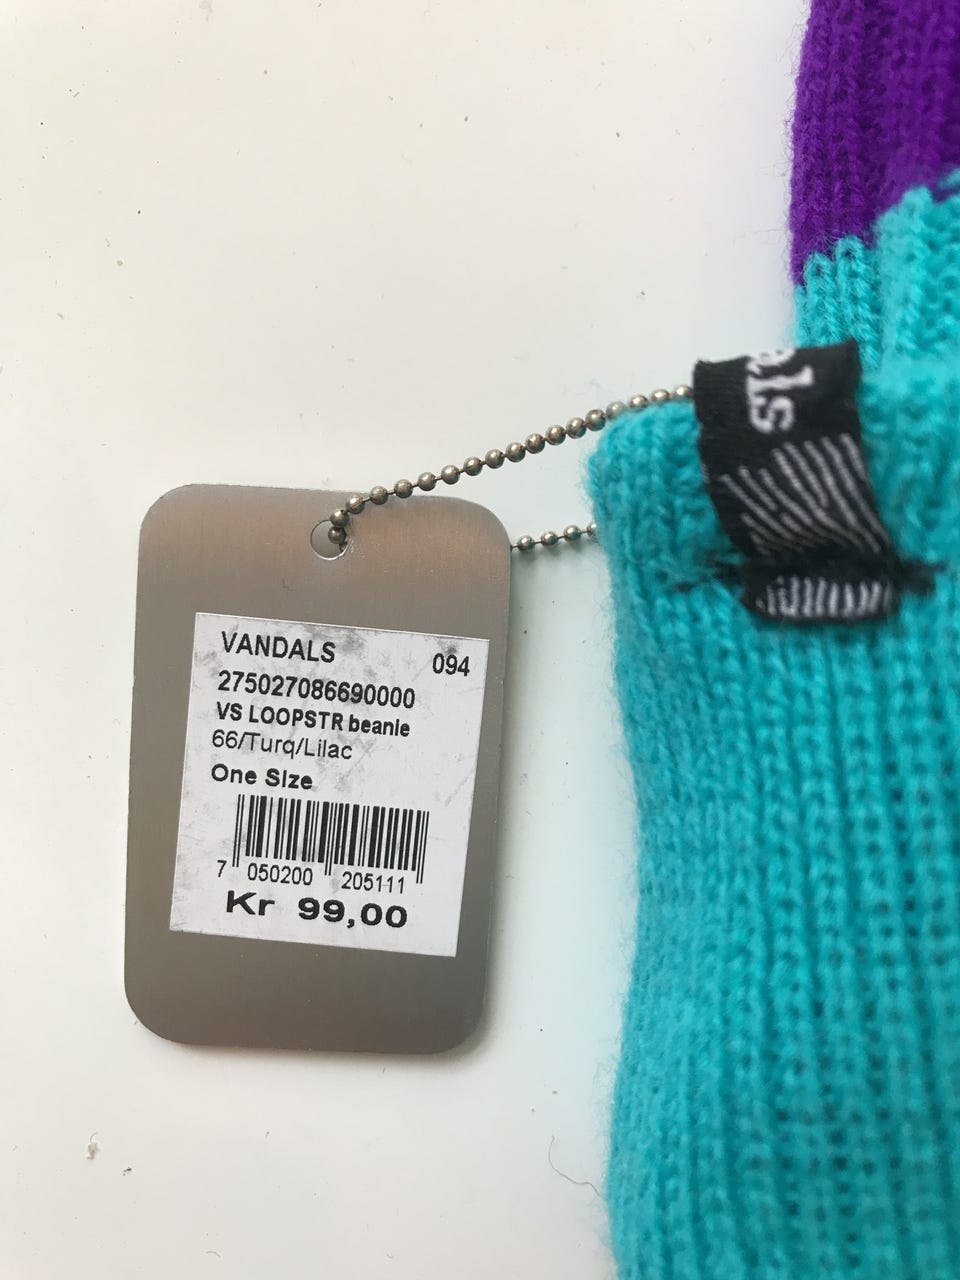 VANDALS
094
275027086690000
VS LOOPSTR beanie
66/Turq/Lilac
One Size
7 050200 205111
Kr 99,00